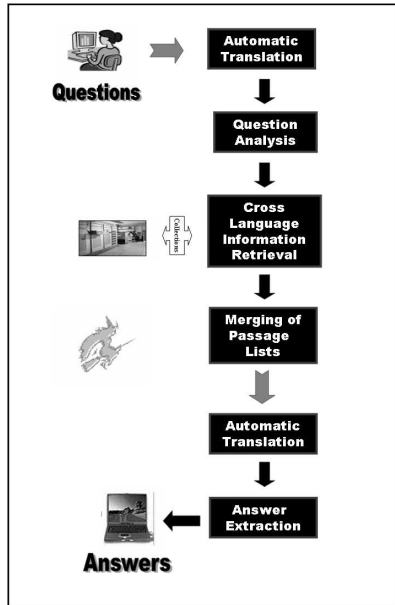 Automatic
Translation
Questions
Question
Analysis
Cross
Language
Information
Retrieval
Collections
Merging of
Passage
Lists
Automatic
Translation
Answer
Extraction
Answers